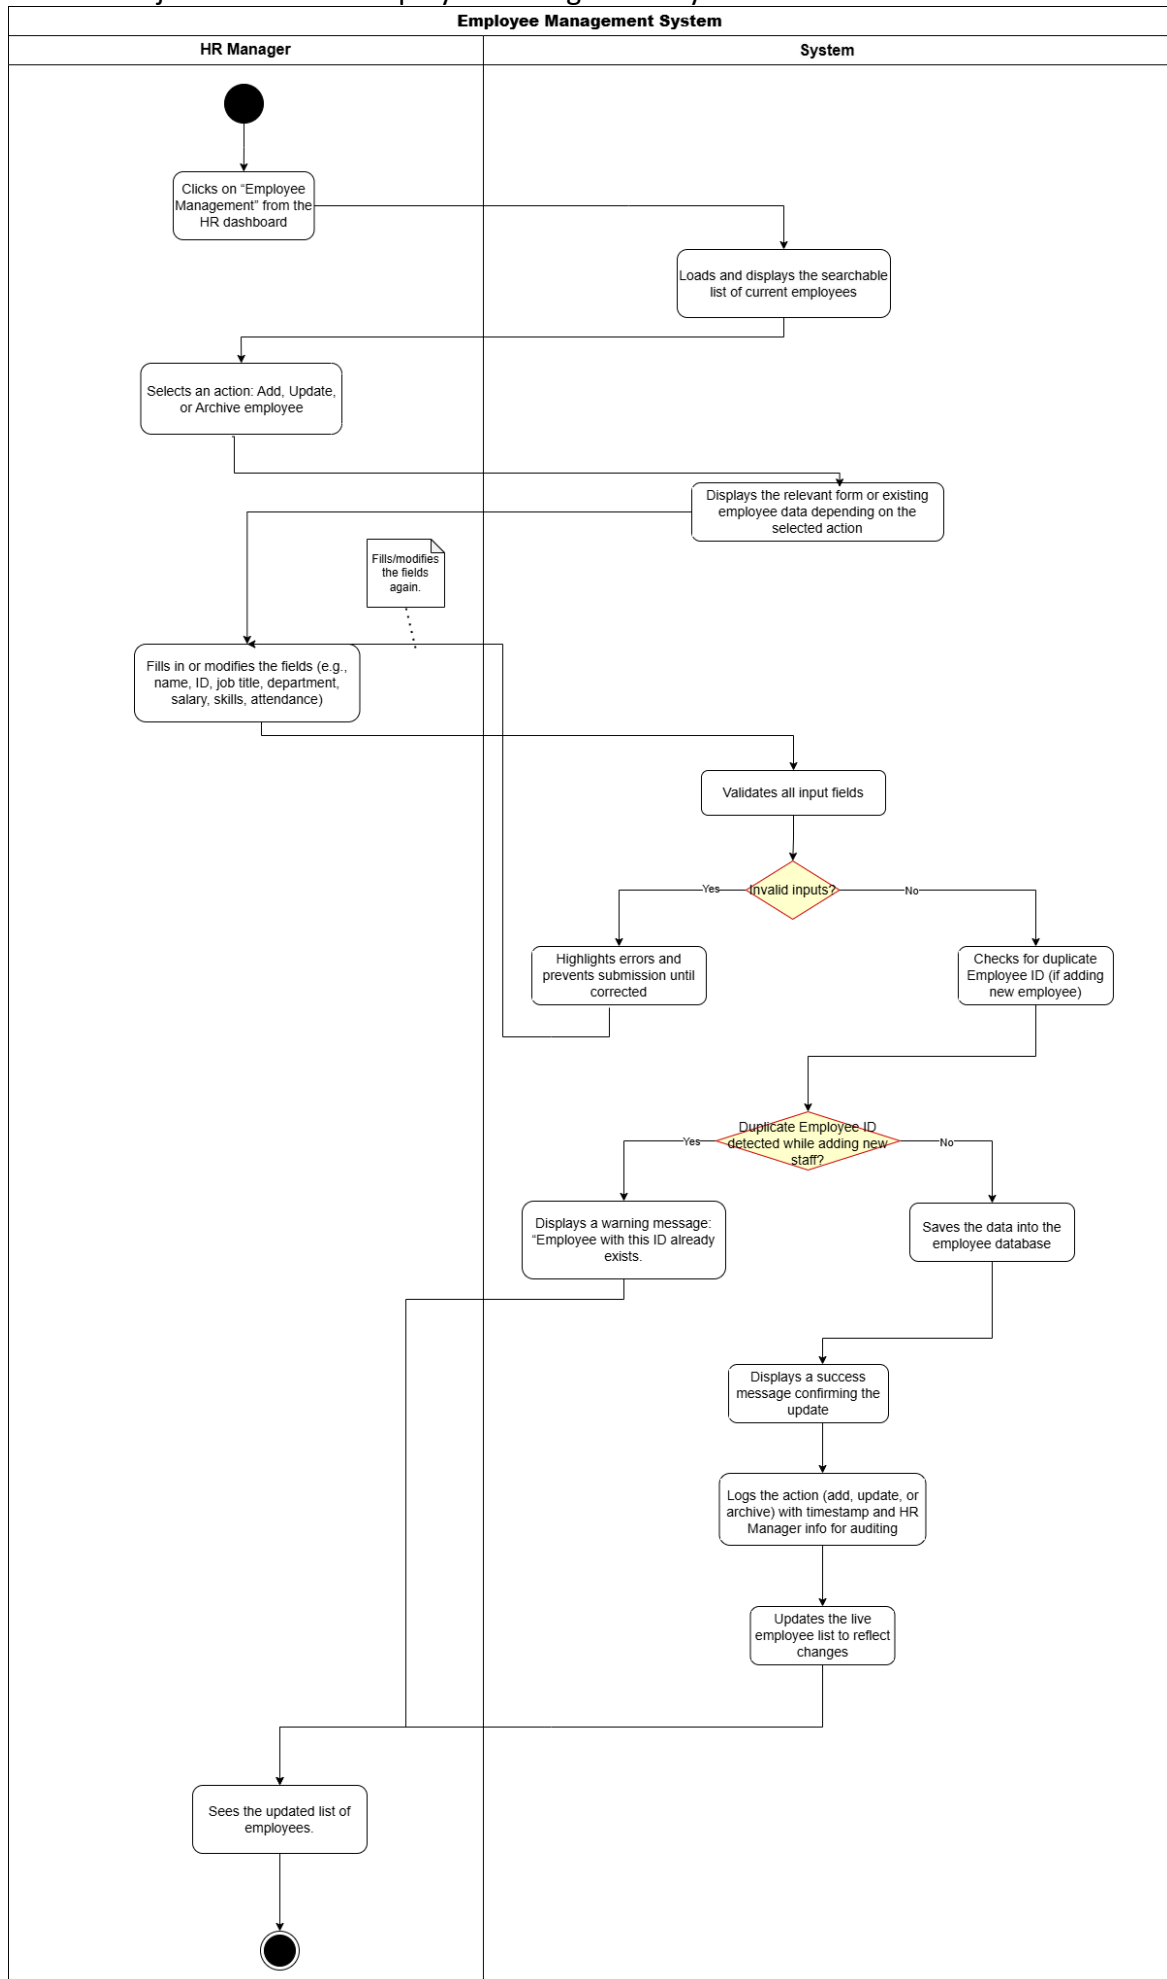 Employee Management System
HR Manager
System
Clicks on “Employee
Management” from the
HR dashboard
Loads and displays the searchable
list of current employees
Selects an action: Add, Update,
or Archive employee
Displays the relevant form or existing
employee data depending on the
selected action
Fills/modifies
the fields
again.
Fills in or modifies the fields (e.g.,
name, ID, job title, department,
salary, skills, attendance)
Validates all input fields
Invalid inputs?
Yes
No
Highlights errors and
prevents submission until
corrected
Checks for duplicate
Employee ID (if adding
new employee)
Duplicate Employee ID
detected while adding new
staff?
Yes
No
Displays a warning message:
“Employee with this ID already
exists.
Saves the data into the
employee database
Displays a success
message confirming the
update
Logs the action (add, update, or
archive) with timestamp and HR
Manager info for auditing
Updates the live
employee list to reflect
changes
Sees the updated list of
employees.